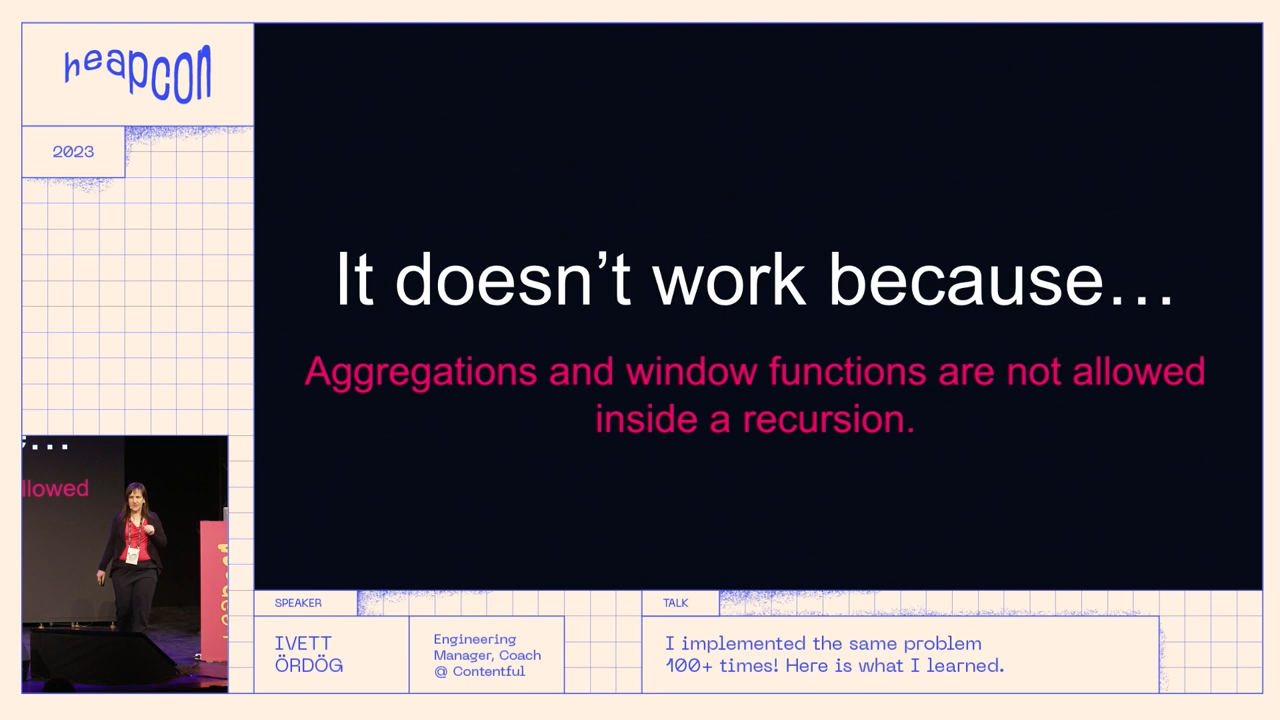 heapcon
2023
It doesn’t work because…
Aggregations and window functions are not allowed
inside a recursion.
...
llowed
SPEAKER
IVETT
ÖRDÖG
Engineering
Manager, Coach
@ Contentful
TALK
I implemented the same problem
100+ times! Here is what I learned.